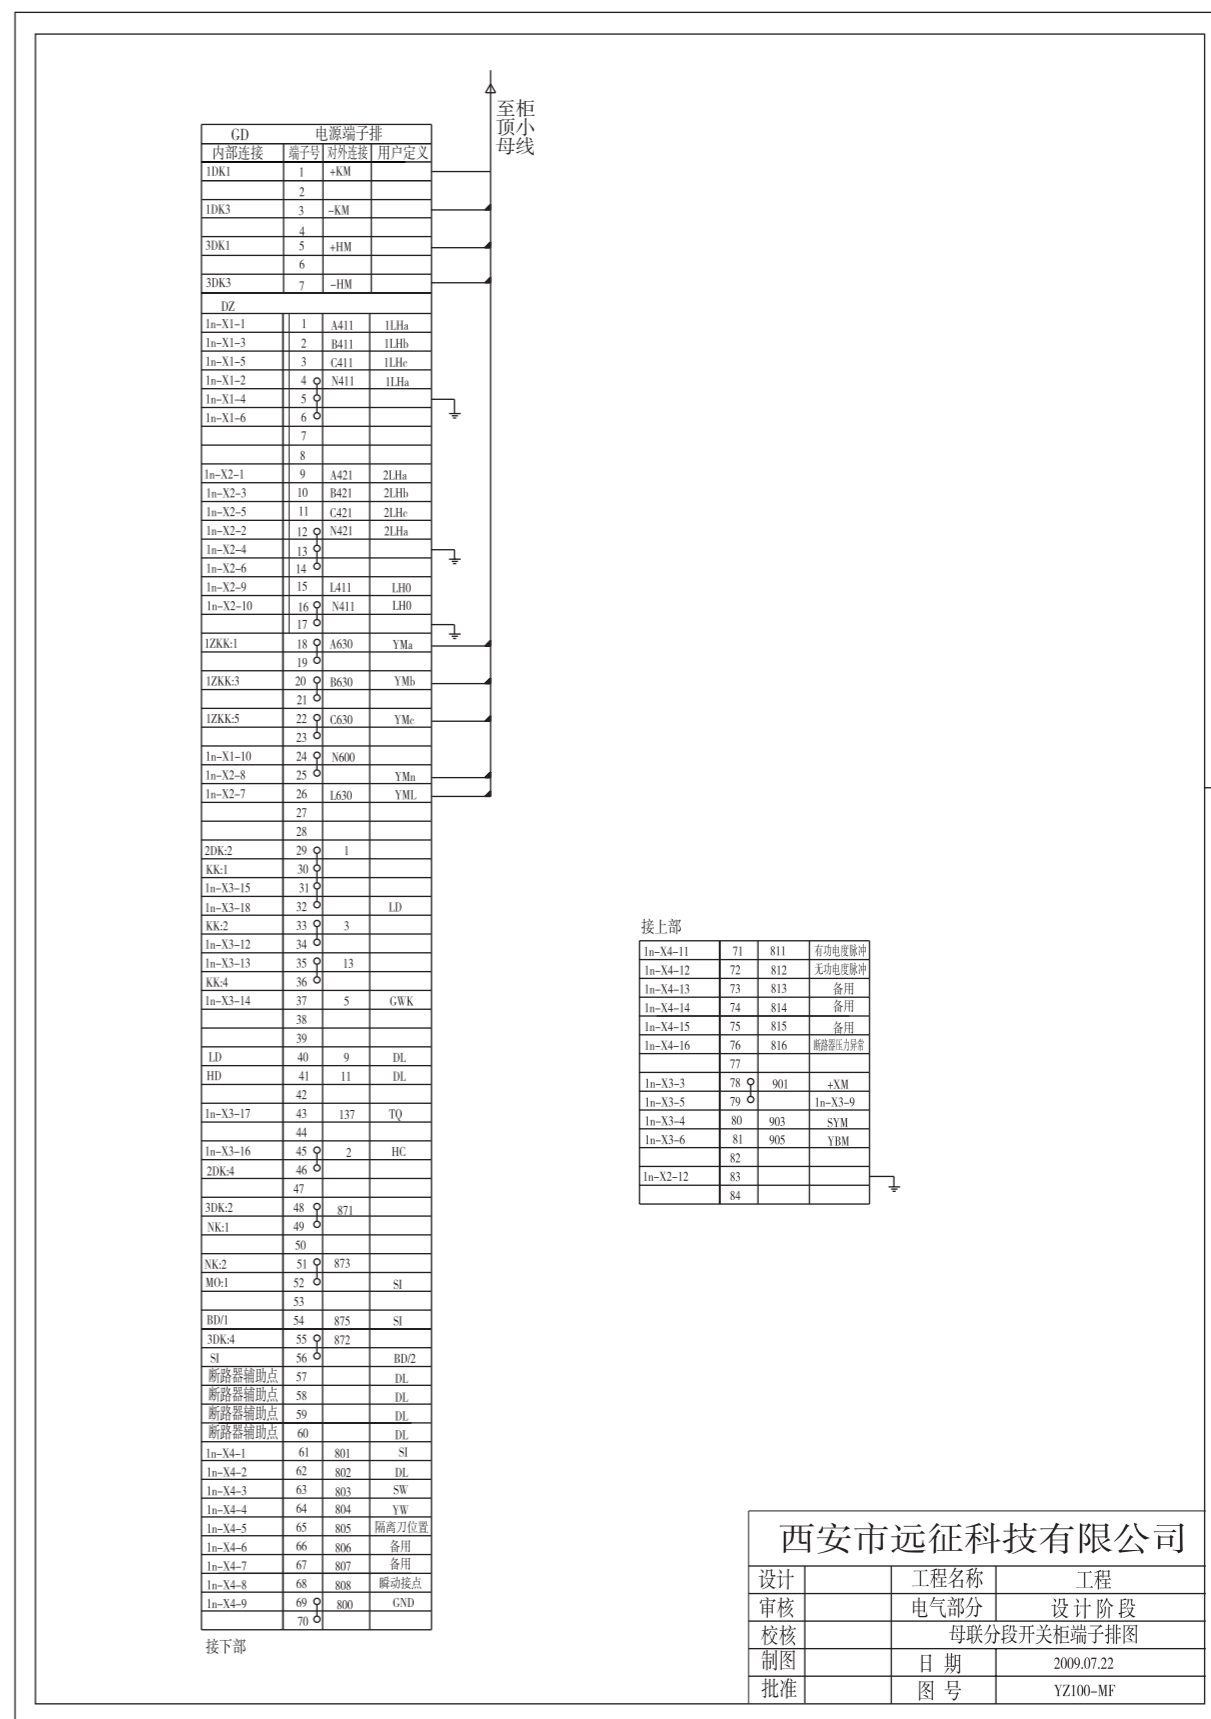 至柜
顶小
母线
GD 电源端子排
内部连接 端子号 对外连接 用户定义
1DK1 1 +KM
2
1DK3 3 -KM
4
3DK1 5 +HM
6
3DK3 7 -HM
DZ
1n-X1-1 1 A411 1LHa
1n-X1-3 2 B411 1LHb
1n-X1-5 3 C411 1LHc
1n-X1-2 4 N411 1LHa
1n-X1-4 5
1n-X1-6 6
7
8
1n-X2-1 9 A421 2LHa
1n-X2-3 10 B421 2LHb
1n-X2-5 11 C421 2LHc
1n-X2-2 12 N421 2LHa
1n-X2-4 13
1n-X2-6 14
1n-X2-9 15 L411 LH0
1n-X2-10 16 N411 LH0
17
1ZKK:1 18 A630 YMa
19
1ZKK:3 20 B630 YMb
21
1ZKK:5 22 C630 YMc
23
1n-X1-10 24 N600
1n-X2-8 25 YMn
1n-X2-7 26 L630 YML
27
28
2DK:2 29 1
KK:1 30
1n-X3-15 31
1n-X3-18 32 LD
KK:2 33 3
1n-X3-12 34
1n-X3-13 35 13
KK:4 36
1n-X3-14 37 5 GWK
38
39
LD 40 9 DL
HD 41 11 DL
42
1n-X3-17 43 137 TQ
44
1n-X3-16 45 2 HC
2DK:4 46
47
3DK:2 48 871
NK:1 49
50
NK:2 51 873
MO:1 52 SI
53
BD/1 54 875 SI
3DK:4 55 872
SI 56 BD/2
断路器辅助点 57 DL
断路器辅助点 58 DL
断路器辅助点 59 DL
断路器辅助点 60 DL
1n-X4-1 61 801 SI
1n-X4-2 62 802 DL
1n-X4-3 63 803 SW
1n-X4-4 64 804 YW
1n-X4-5 65 805 隔离刀位置
1n-X4-6 66 806 备用
1n-X4-7 67 807 备用
1n-X4-8 68 808 瞬动接点
1n-X4-9 69 800 GND
70
接下部
接上部
1n-X4-11 71 811 有功电度脉冲
1n-X4-12 72 812 无功电度脉冲
1n-X4-13 73 813 备用
1n-X4-14 74 814 备用
1n-X4-15 75 815 备用
1n-X4-16 76 816 断路器压力异常
77
1n-X3-3 78 901 +XM
1n-X3-5 79 1n-X3-9
1n-X3-4 80 903 SYM
1n-X3-6 81 905 YBM
82
1n-X2-12 83
84
西安市远征科技有限公司
设计 工程名称 工程
审核 电气部分 设计阶段
校核 母联分段开关柜端子排图
制图 日期 2009.07.22
批准 图号 YZ100-MF